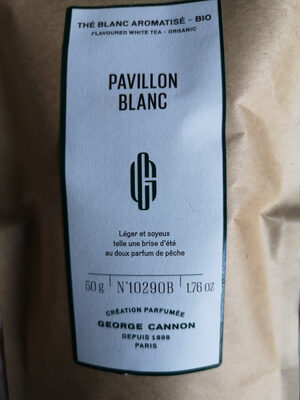 THÉ BLANC AROMATISÉ - BIO
FLAVOURED WHITE TEA - ORGANIC
PAVILLON
BLANC
Léger et soyeux
telle une brise d'été
au doux parfum de pêche
50 g N°10290B 1.76 oz
CRÉATION PARFUMÉE
GEORGE CANNON
DEPUIS 1898
PARIS